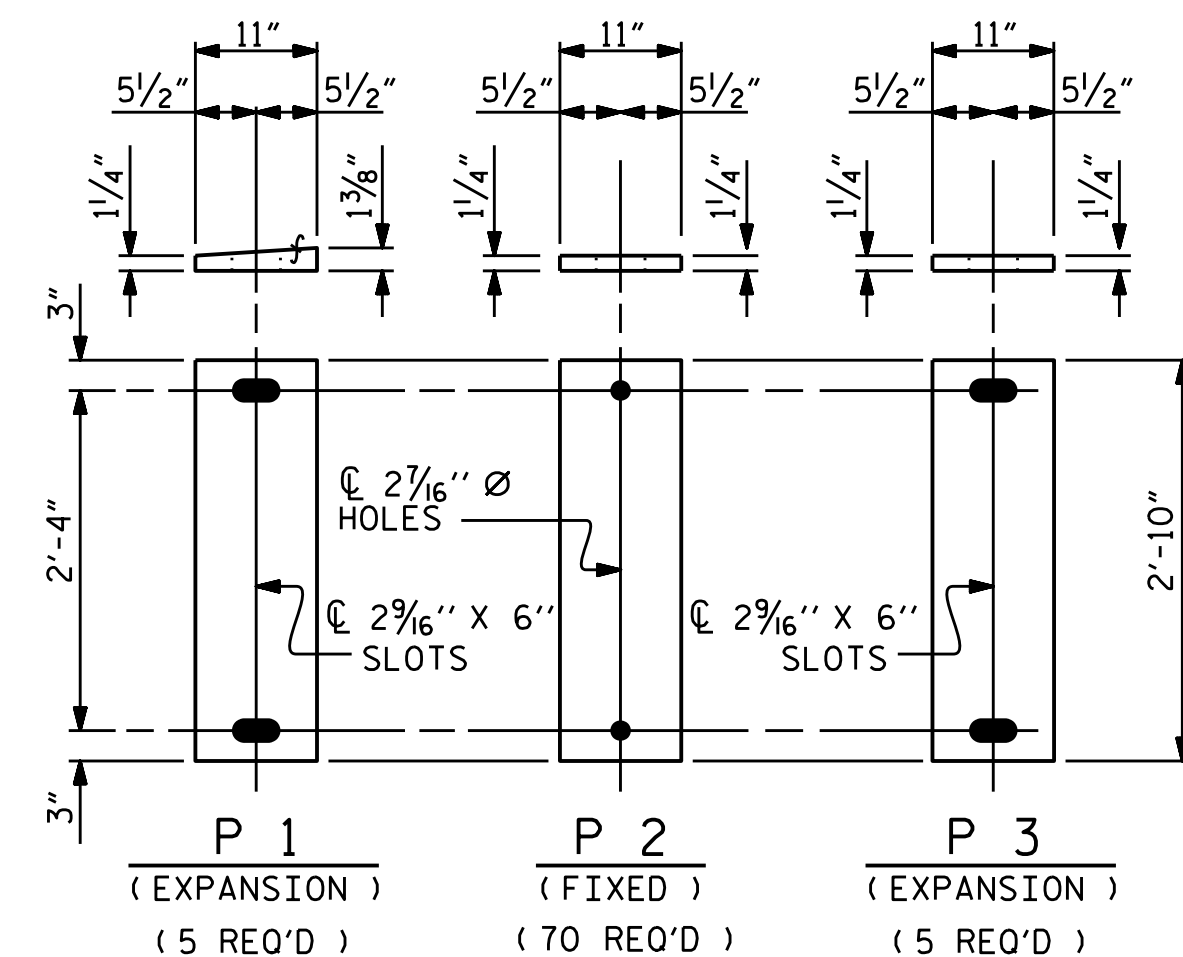 11" 11" 11"
5½" 5½" 5½" 5½" 5½" 5½"
1¼" 1⅜" 1¼" 1¼" 1¼" 1¼"
ƒ
3"
℄ 2⁷⁄₁₆'' Ø
HOLES
2'-4" 2'-10"
℄ 2⁹⁄₁₆'' X 6'' ℄ 2⁹⁄₁₆'' X 6''
SLOTS SLOTS
3"
P 1 P 2 P 3
( EXPANSION ) ( FIXED ) ( EXPANSION )
( 5 REQ'D ) ( 70 REQ'D ) ( 5 REQ'D )